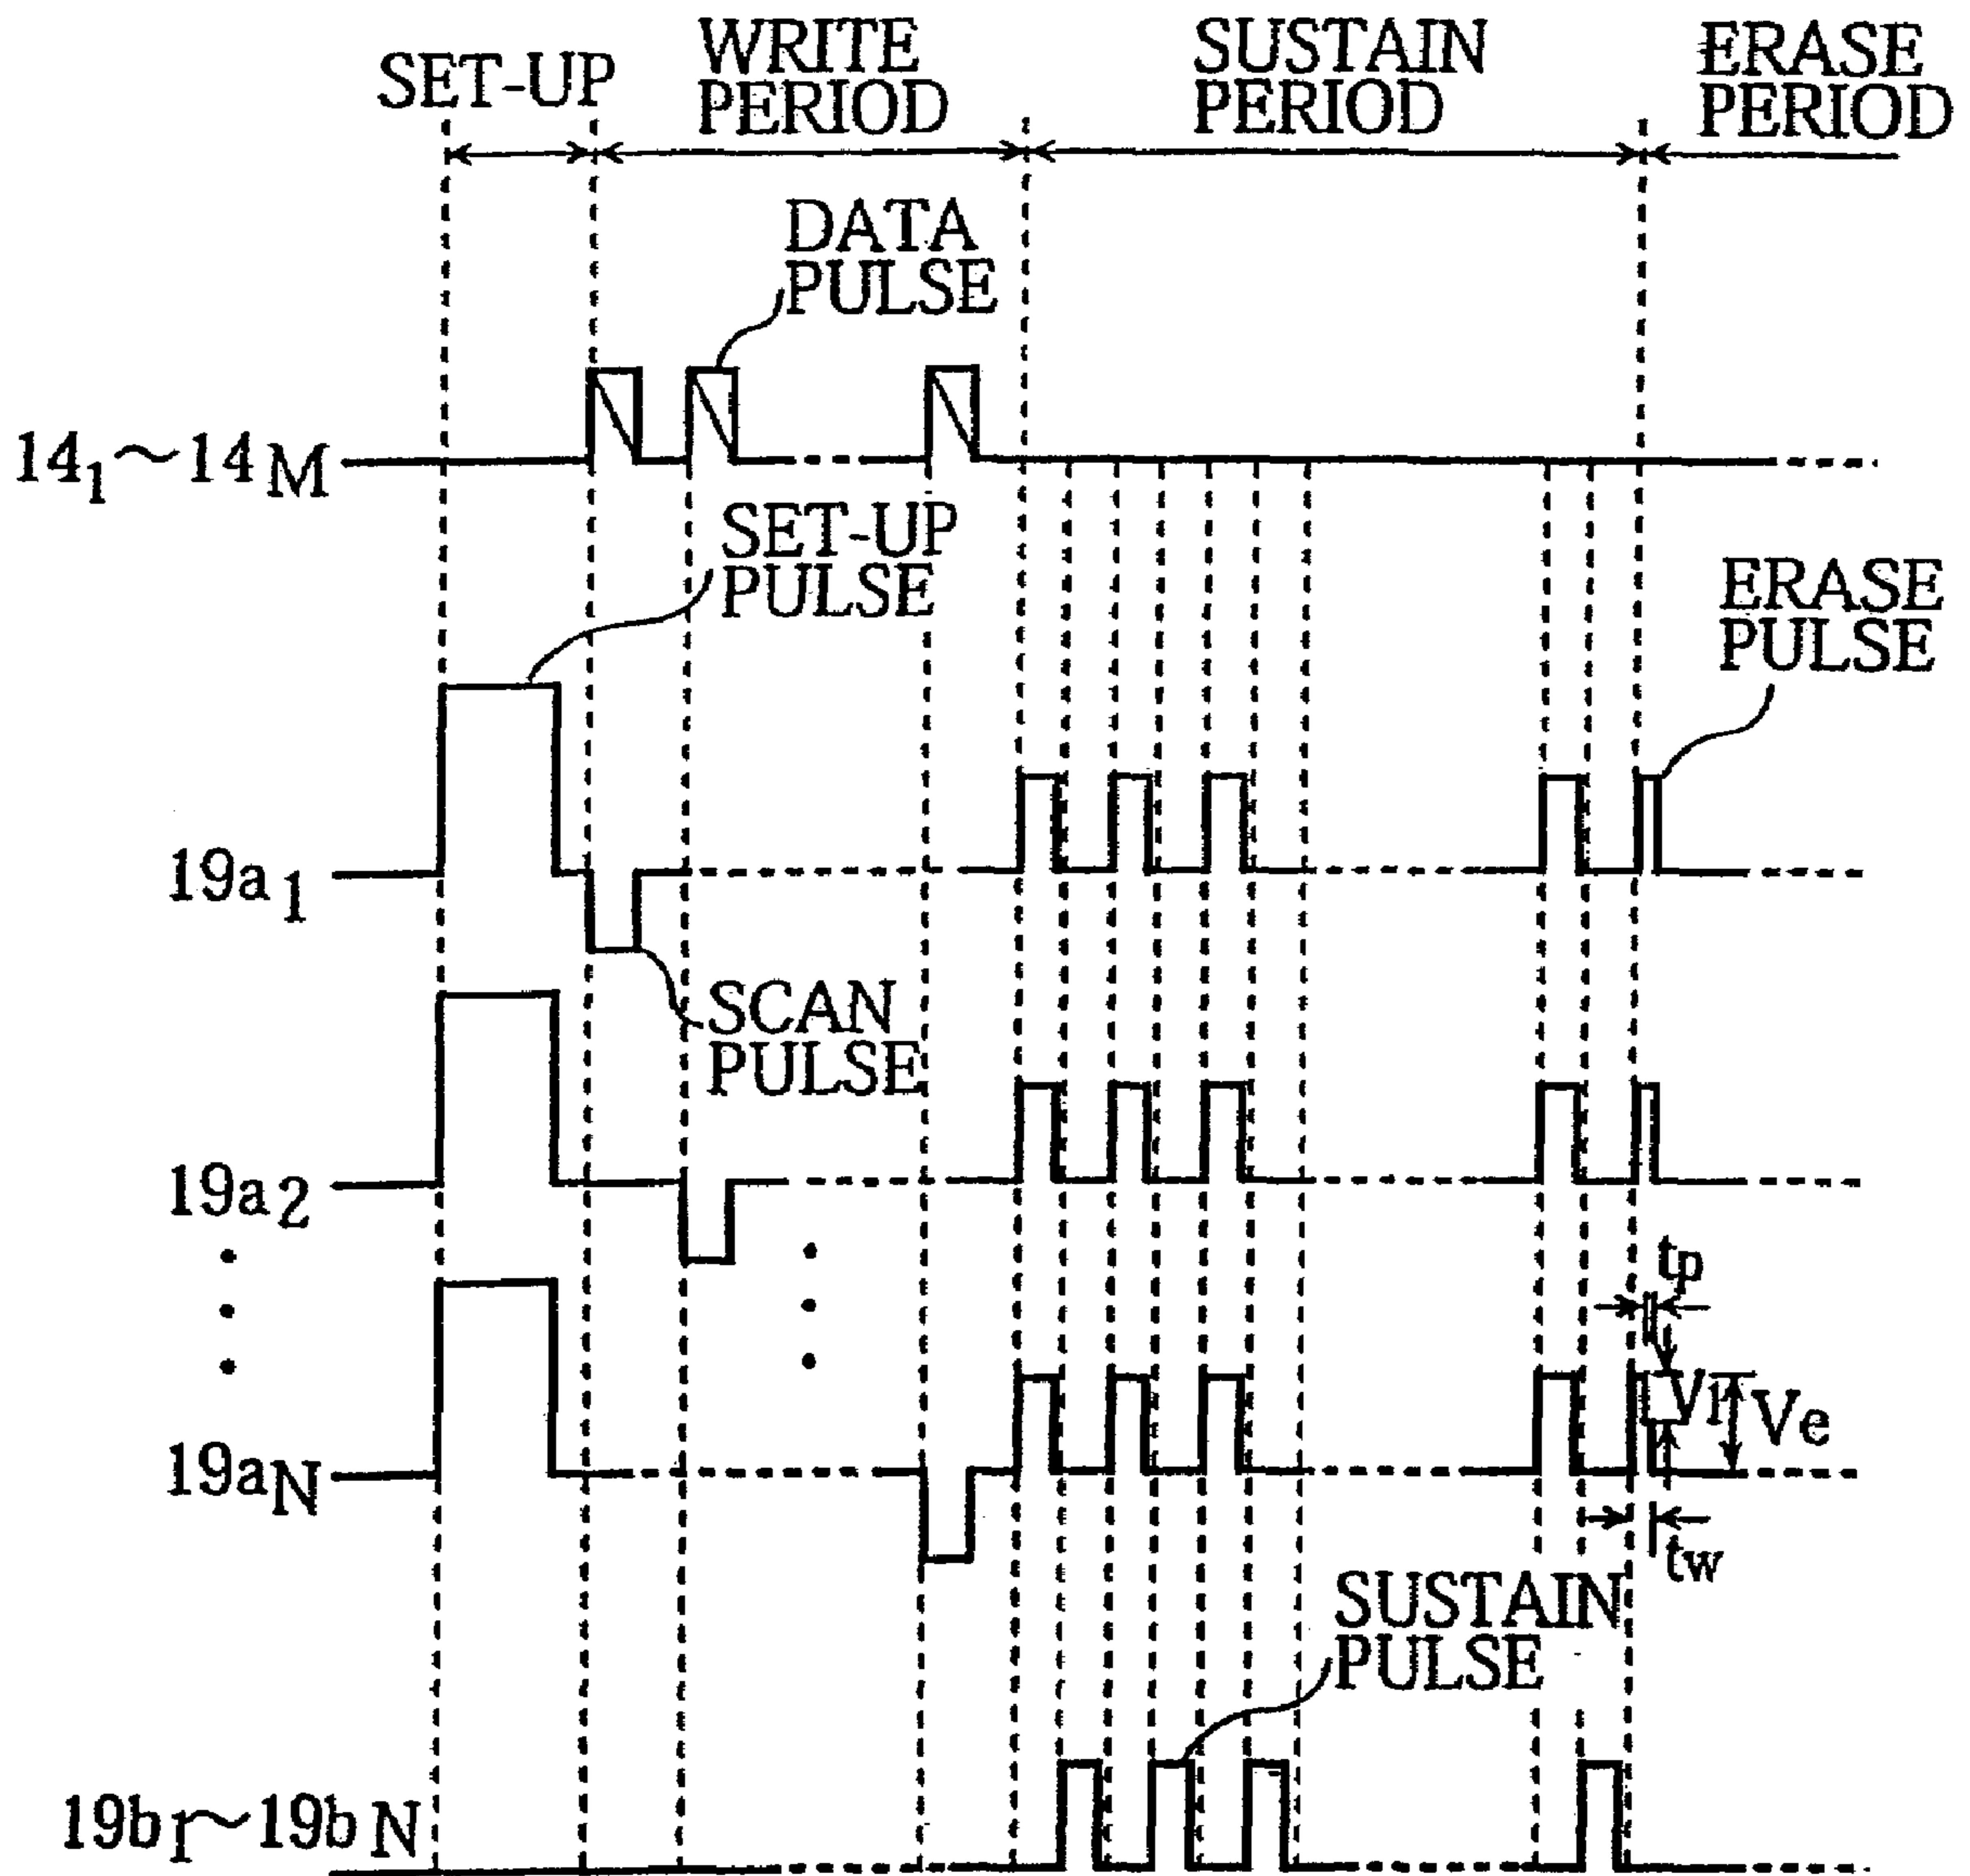 SET-UP
WRITE
PERIOD
SUSTAIN
PERIOD
ERASE
PERIOD
DATA
PULSE
14₁~14M
SET-UP
PULSE
ERASE
PULSE
19a₁
SCAN
PULSE
19a₂
tp
V1
Ve
19aN
tw
SUSTAIN
PULSE
19b₁~19bN